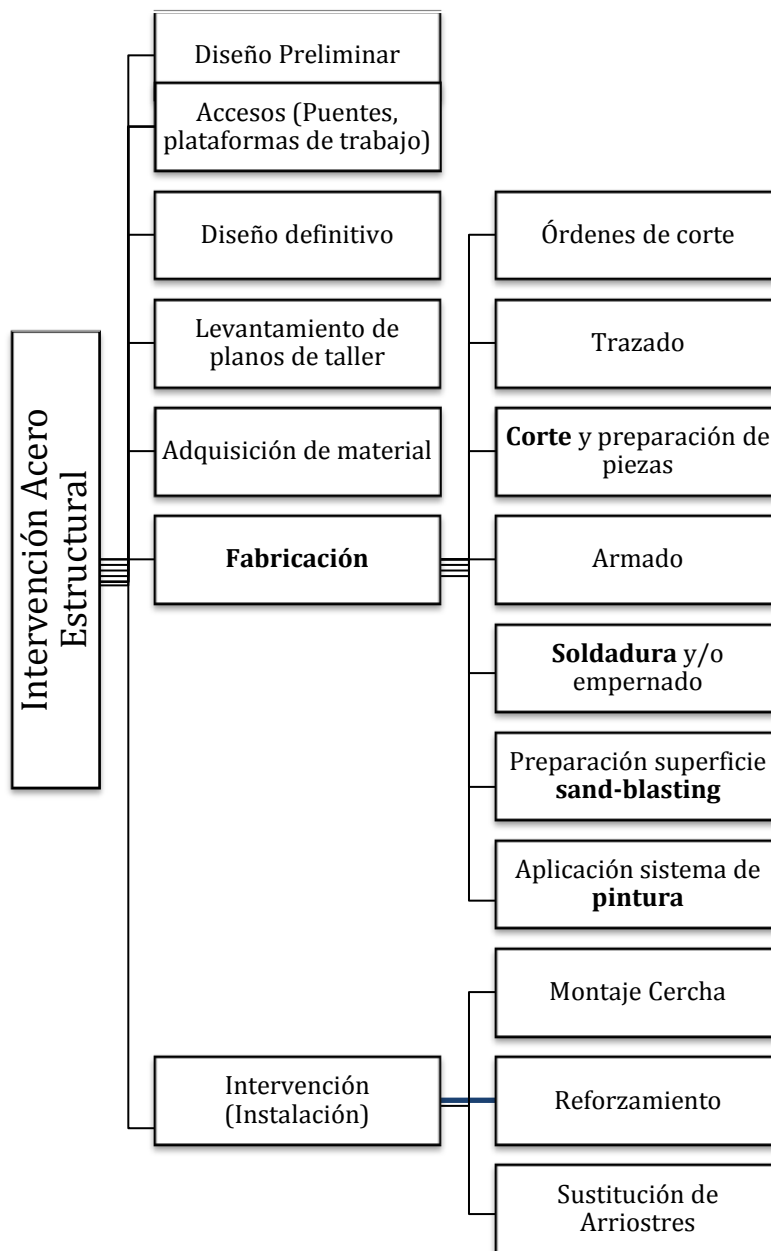 Intervención Acero
Estructural
Diseño Preliminar
Accesos (Puentes,
plataformas de trabajo)
Diseño definitivo
Levantamiento de
planos de taller
Adquisición de material
Fabricación
Órdenes de corte
Trazado
Corte y preparación de
piezas
Armado
Soldadura y/o
empernado
Preparación superficie
sand-blasting
Aplicación sistema de
pintura
Intervención
(Instalación)
Montaje Cercha
Reforzamiento
Sustitución de
Arriostres